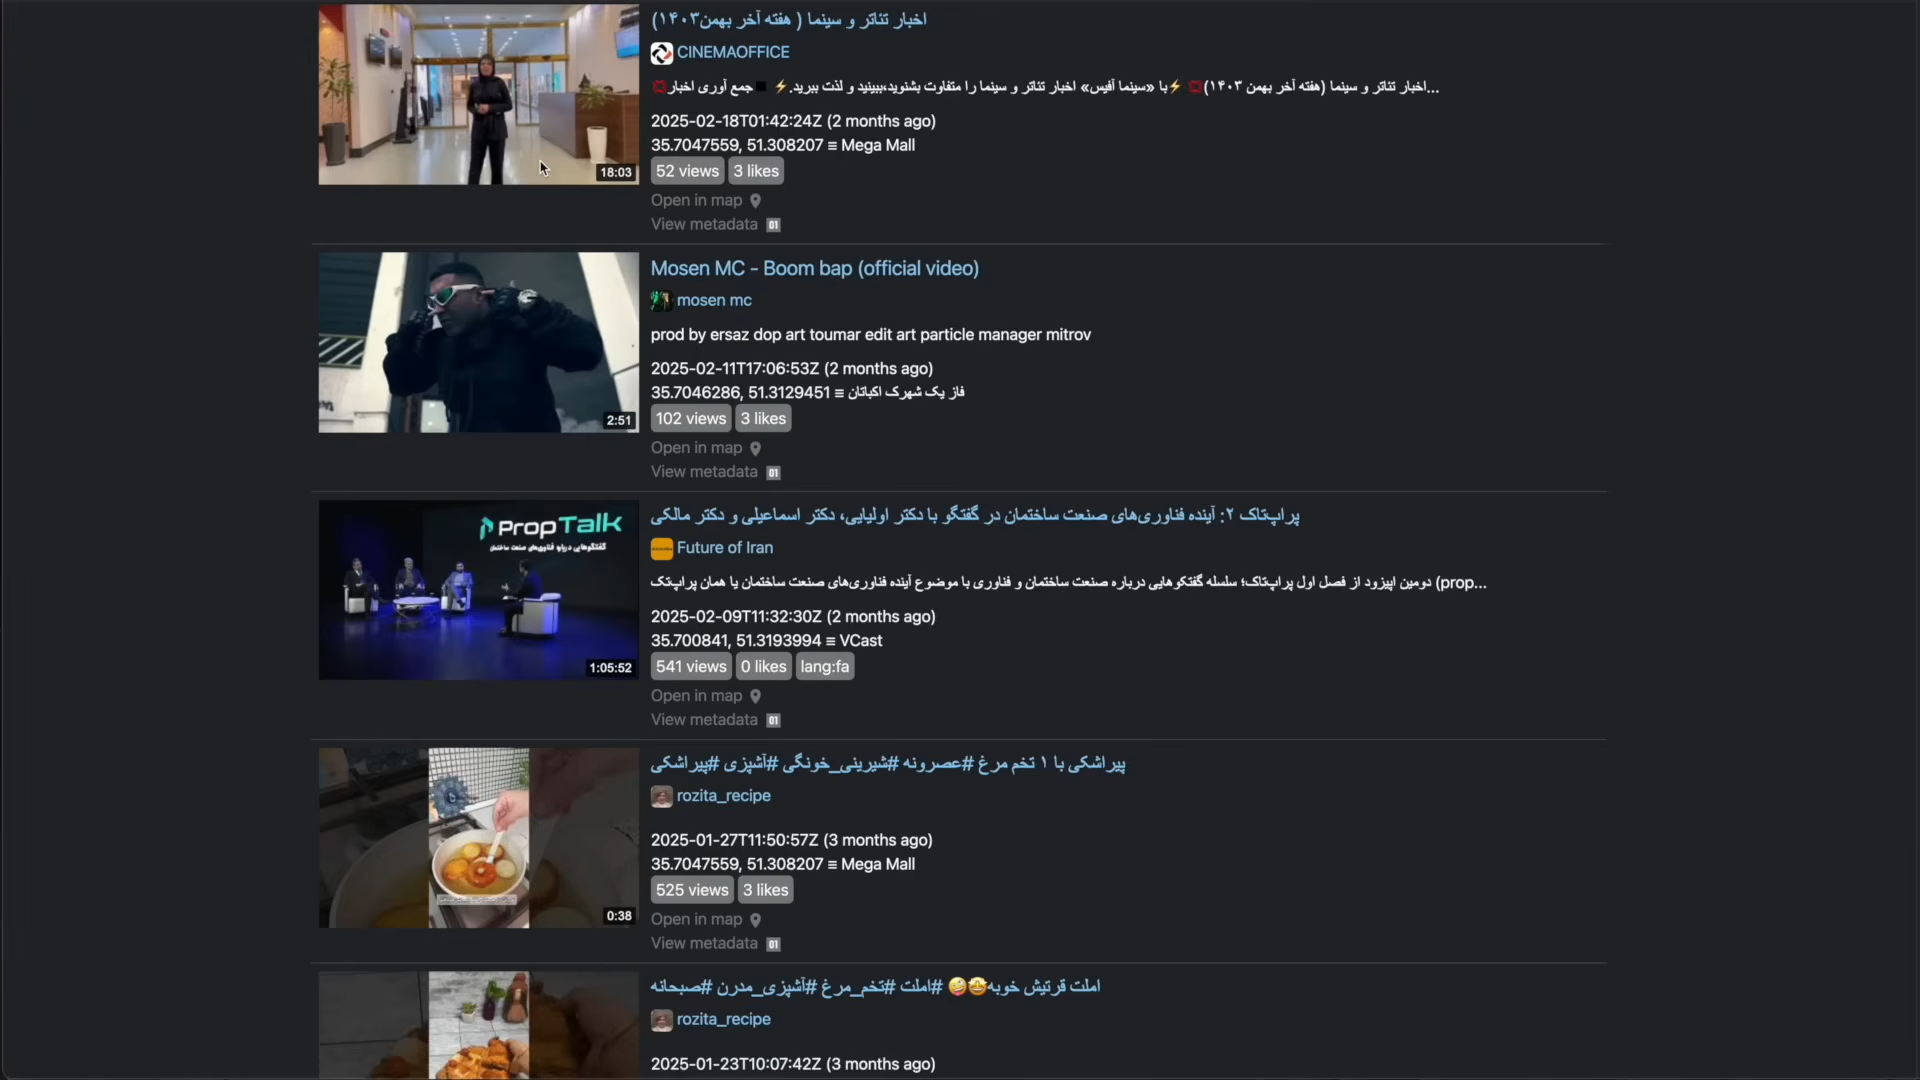 اخبار تئاتر و سینما ( هفته آخر بهمن۱۴۰۳)
CINEMAOFFICE
اخبار تئاتر و سینما (هفته آخر بهمن ۱۴۰۳)💢 ⚡با «سینما آفیس» اخبار تئاتر و سینما را متفاوت بشنوید،ببینید و لذت ببرید.⚡ ◼جمع آوری اخبار💢...
2025-02-18T01:42:24Z (2 months ago)
35.7047559, 51.308207 ≡ Mega Mall
52 views 3 likes
18:03
Open in map
View metadata
Mosen MC - Boom bap (official video)
mosen mc
prod by ersaz dop art toumar edit art particle manager mitrov
2025-02-11T17:06:53Z (2 months ago)
35.7046286, 51.3129451 ≡ فاز یک شهرک اکباتان
102 views 3 likes
2:51
Open in map
View metadata
پراپ‌تاک ۲: آینده فناوری‌های صنعت ساختمان در گفتگو با دکتر اولیایی، دکتر اسماعیلی و دکتر مالکی
PropTalk
گفتگوهایی درباره فناوری‌های صنعت ساختمان
Future of Iran
دومین اپیزود از فصل اول پراپ‌تاک؛ سلسله گفتگوهایی درباره صنعت ساختمان و فناوری با موضوع آینده فناوری‌های صنعت ساختمان یا همان پراپ‌تک (prop...
2025-02-09T11:32:30Z (2 months ago)
35.700841, 51.3193994 ≡ VCast
541 views 0 likes lang:fa
1:05:52
Open in map
View metadata
پیراشکی با ۱ تخم مرغ #عصرونه #شیرینی_خونگی #آشپزی #پیراشکی
rozita_recipe
2025-01-27T11:50:57Z (3 months ago)
35.7047559, 51.308207 ≡ Mega Mall
525 views 3 likes
0:38
Open in map
View metadata
املت قرتیش خوبه🤩🤪 #املت #تخم_مرغ #آشپزی_مدرن #صبحانه
rozita_recipe
2025-01-23T10:07:42Z (3 months ago)